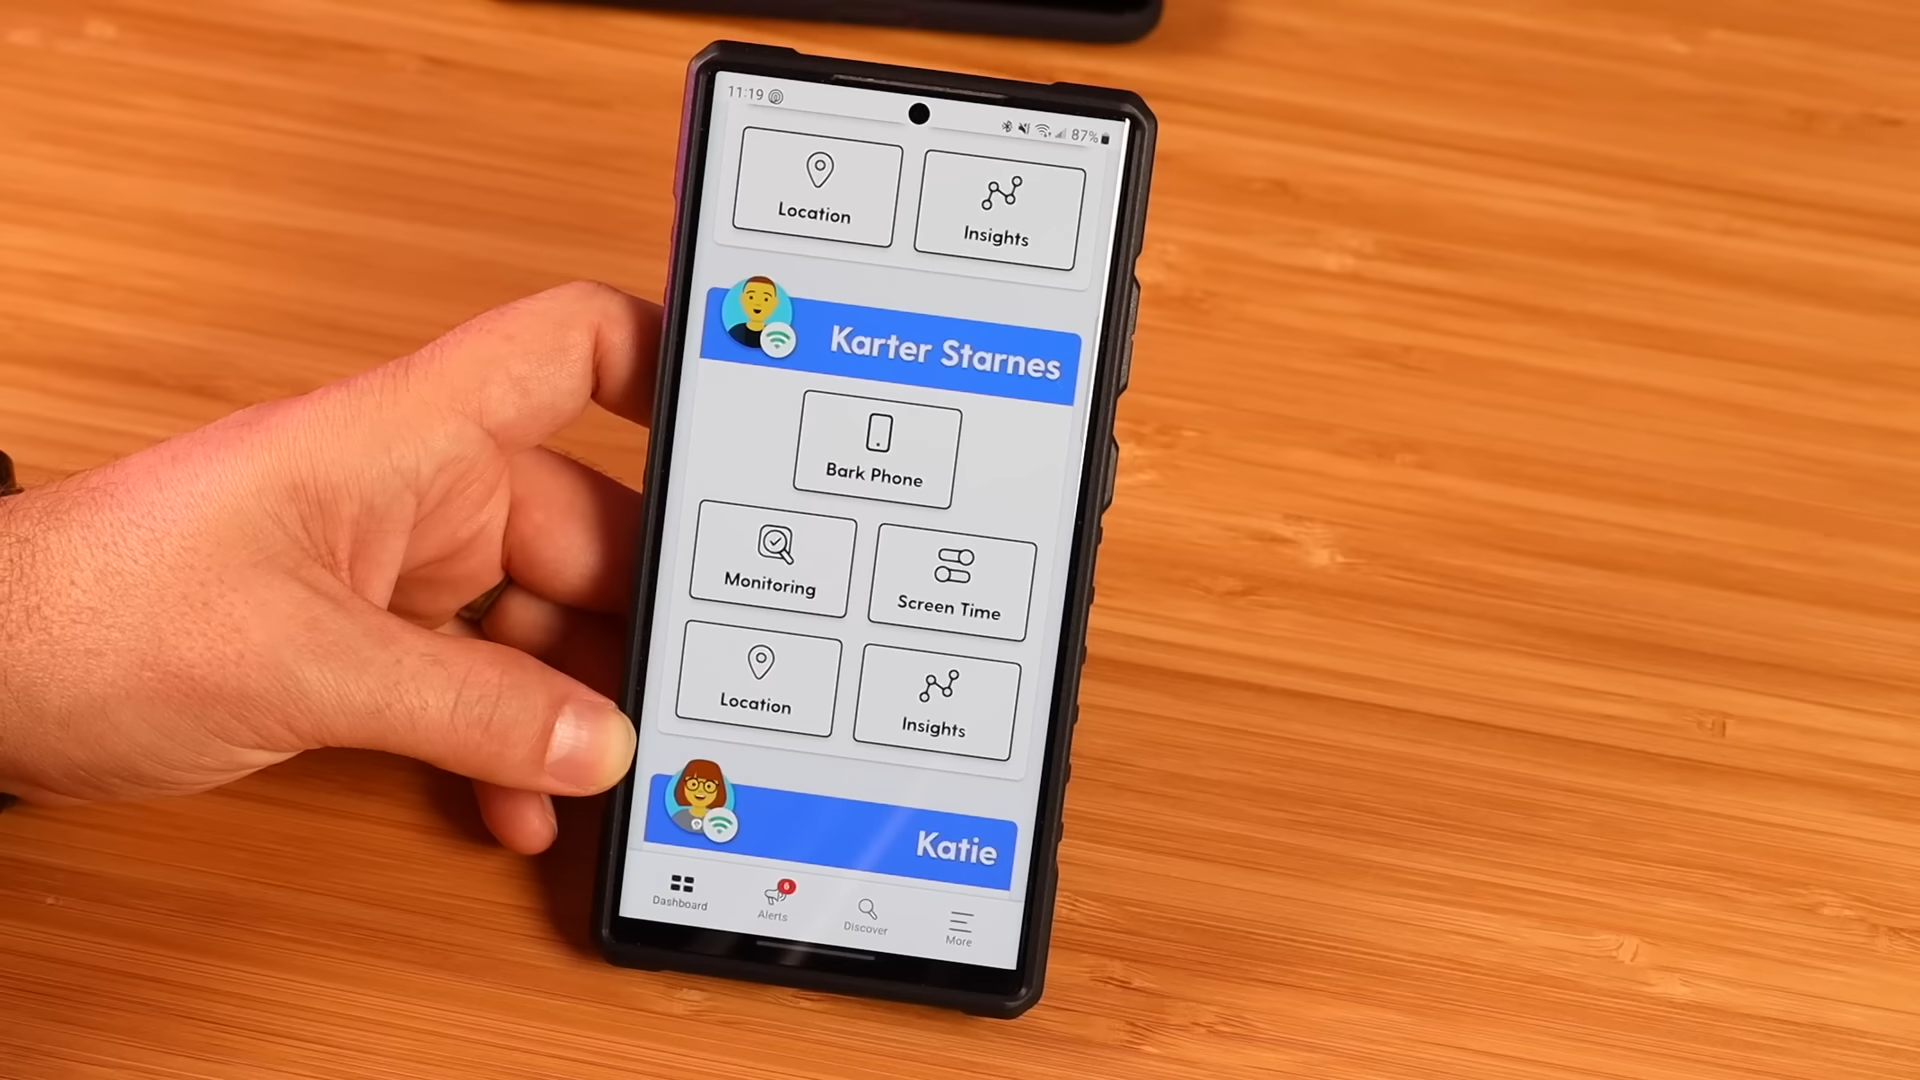 11:19
87%
Location
Insights
Karter Starnes
Bark Phone
Monitoring
Screen Time
Location
Insights
Katie
Dashboard
6
Alerts
Discover
More